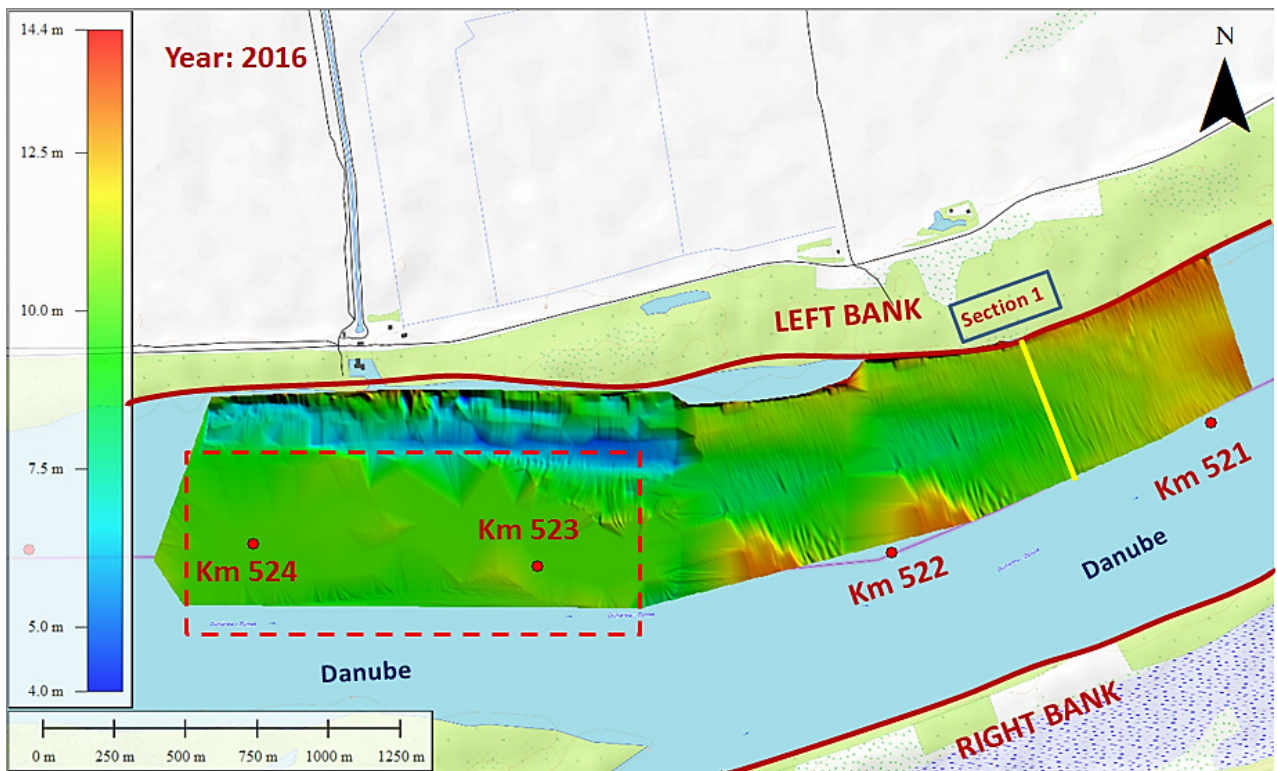 14.4 m
12.5 m
10.0 m
7.5 m
5.0 m
4.0 m
Year: 2016
N
LEFT BANK
Section 1
Km 524
Km 523
Km 522
Km 521
Danube
Danube
RIGHT BANK
0 m 250 m 500 m 750 m 1000 m 1250 m